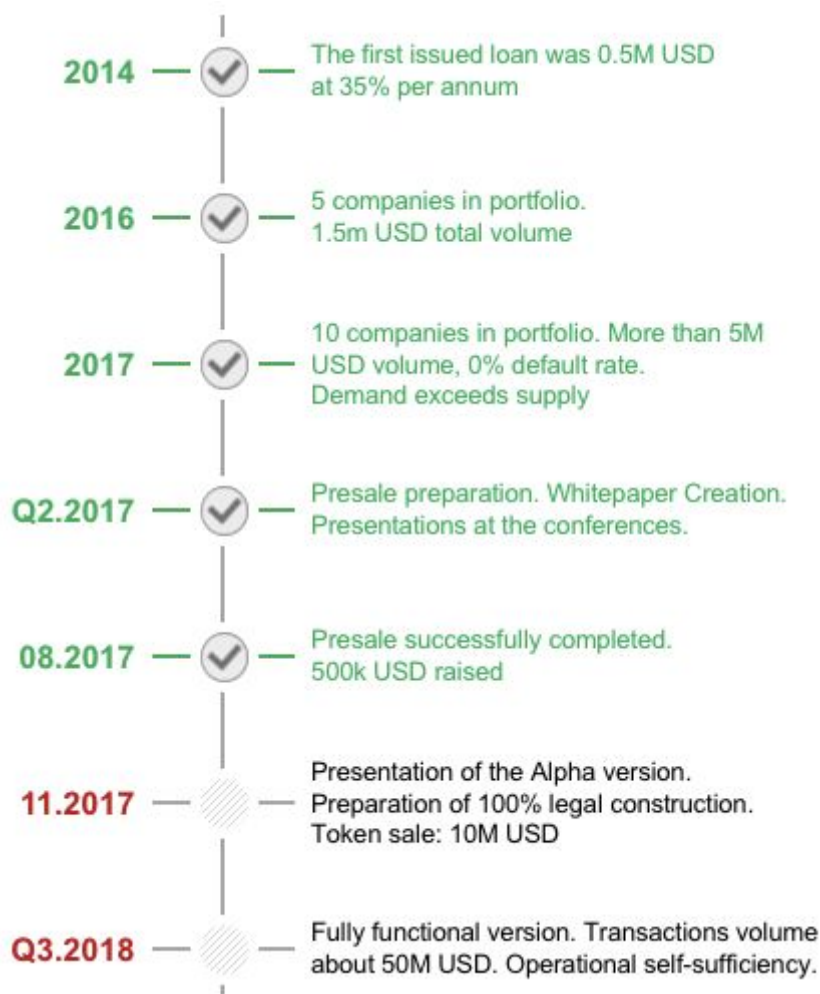 2014
The first issued loan was 0.5M USD
at 35% per annum
2016
5 companies in portfolio.
1.5m USD total volume
2017
10 companies in portfolio. More than 5M
USD volume, 0% default rate.
Demand exceeds supply
Q2.2017
Presale preparation. Whitepaper Creation.
Presentations at the conferences.
08.2017
Presale successfully completed.
500k USD raised
11.2017
Presentation of the Alpha version.
Preparation of 100% legal construction.
Token sale: 10M USD
Q3.2018
Fully functional version. Transactions volume
about 50M USD. Operational self-sufficiency.